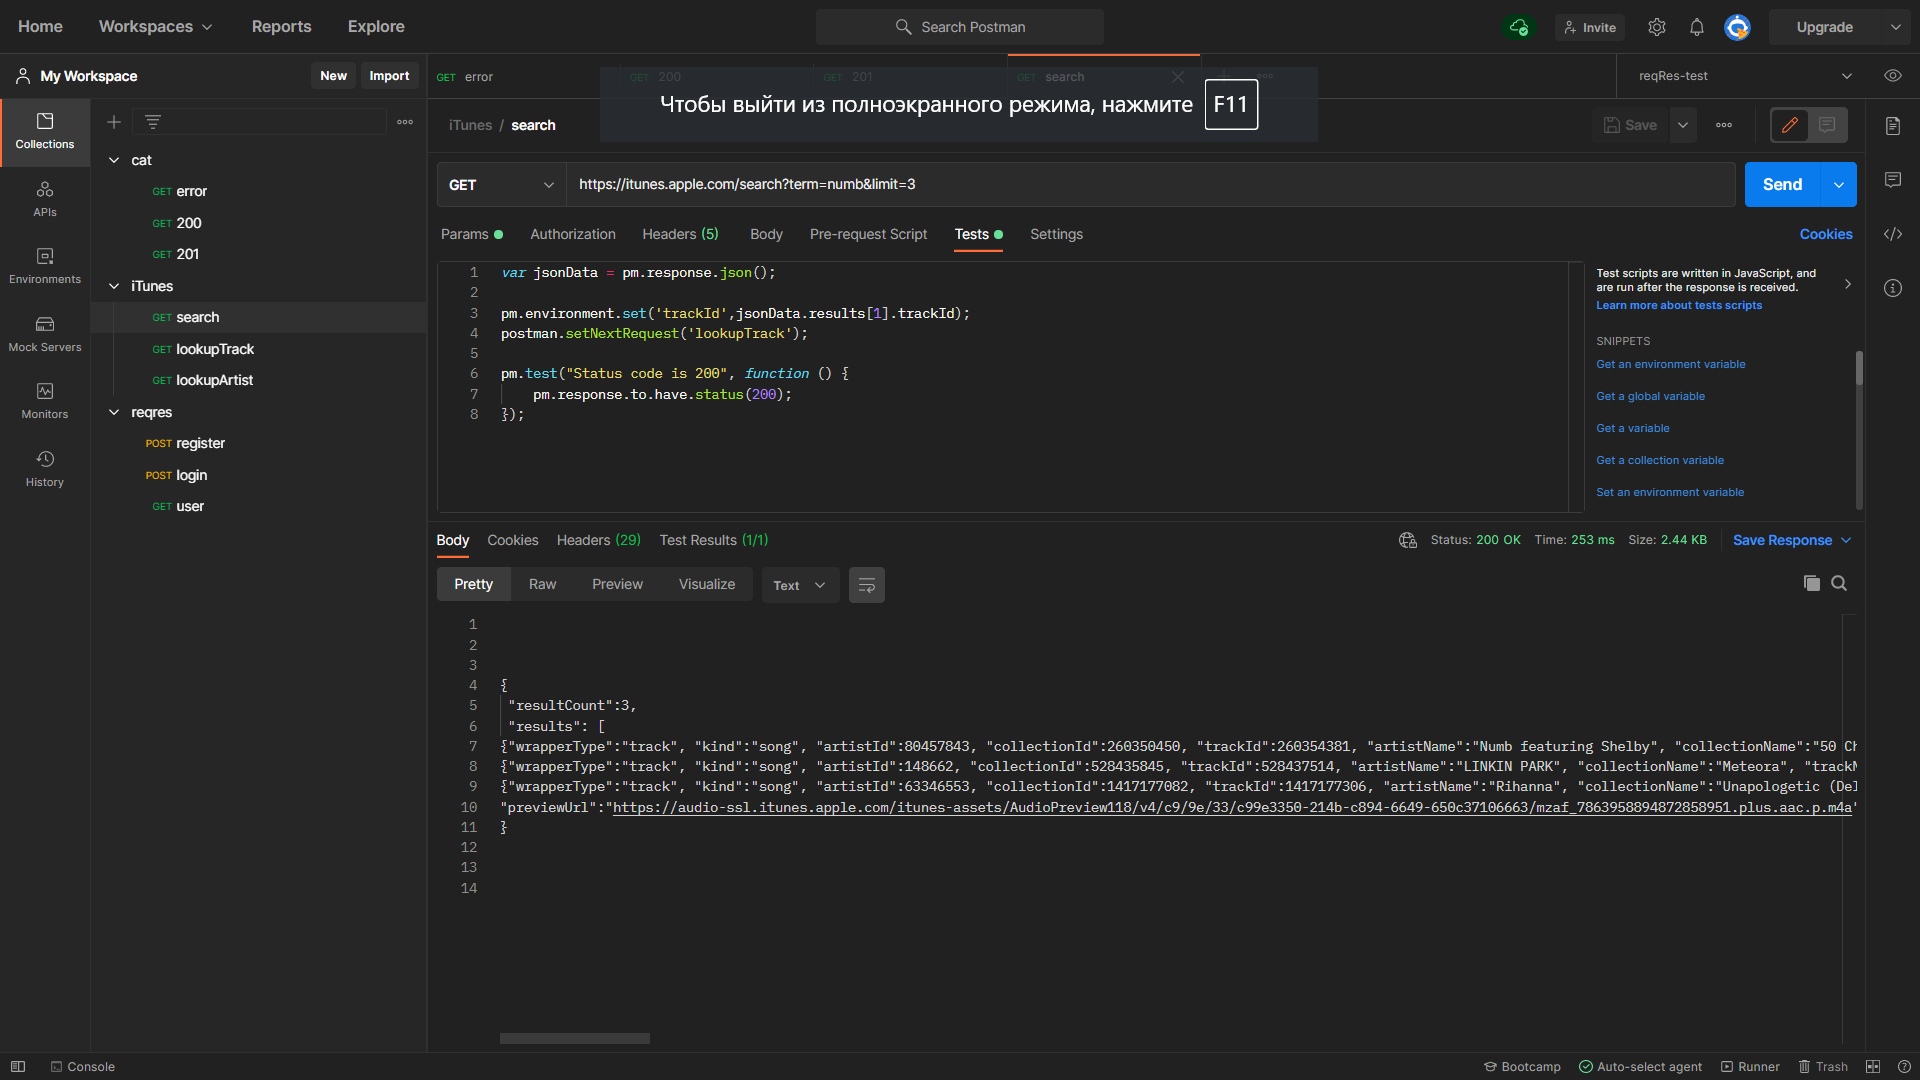 Home Workspaces Reports Explore Search Postman Invite Upgrade
My Workspace New Import GET error GET 200 GET 201 GET search reqRes-test
Чтобы выйти из полноэкранного режима, нажмите F11
iTunes / search Save
Collections
APIs
Environments
Mock Servers
Monitors
History
cat
GET error
GET 200
GET 201
iTunes
GET search
GET lookupTrack
GET lookupArtist
reqres
POST register
POST login
GET user
GET https://itunes.apple.com/search?term=numb&limit=3 Send
Params Authorization Headers (5) Body Pre-request Script Tests Settings Cookies
1 var jsonData = pm.response.json();
2
3 pm.environment.set('trackId',jsonData.results[1].trackId);
4 postman.setNextRequest('lookupTrack');
5
6 pm.test("Status code is 200", function () {
7 pm.response.to.have.status(200);
8 });
Test scripts are written in JavaScript, and
are run after the response is received.
Learn more about tests scripts
SNIPPETS
Get an environment variable
Get a global variable
Get a variable
Get a collection variable
Set an environment variable
Body Cookies Headers (29) Test Results (1/1) Status: 200 OK Time: 253 ms Size: 2.44 KB Save Response
Pretty Raw Preview Visualize Text
1
2
3
4 {
5 "resultCount":3,
6 "results": [
7 {"wrapperType":"track", "kind":"song", "artistId":80457843, "collectionId":260350450, "trackId":260354381, "artistName":"Numb featuring Shelby", "collectionName":"50 Ch
8 {"wrapperType":"track", "kind":"song", "artistId":148662, "collectionId":528435845, "trackId":528437514, "artistName":"LINKIN PARK", "collectionName":"Meteora", "trackN
9 {"wrapperType":"track", "kind":"song", "artistId":63346553, "collectionId":1417177082, "trackId":1417177306, "artistName":"Rihanna", "collectionName":"Unapologetic (Del
10 "previewUrl":"https://audio-ssl.itunes.apple.com/itunes-assets/AudioPreview118/v4/c9/9e/33/c99e3350-214b-c894-6649-650c37106663/mzaf_7863958894872858951.plus.aac.p.m4a"
11 }
12
13
14
Console Bootcamp Auto-select agent Runner Trash